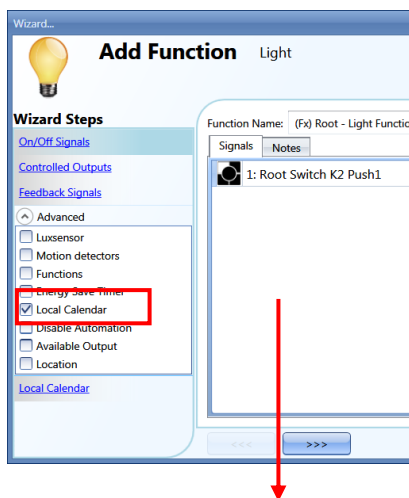 Wizard...
Add Function Light
Wizard Steps
On/Off Signals
Controlled Outputs
Feedback Signals
Advanced
Luxsensor
Motion detectors
Functions
Energy Save Timer
Local Calendar
Disable Automation
Available Output
Location
Local Calendar
Function Name: (Fx) Root - Light Functio
Signals Notes
1: Root Switch K2 Push1
<<< >>>